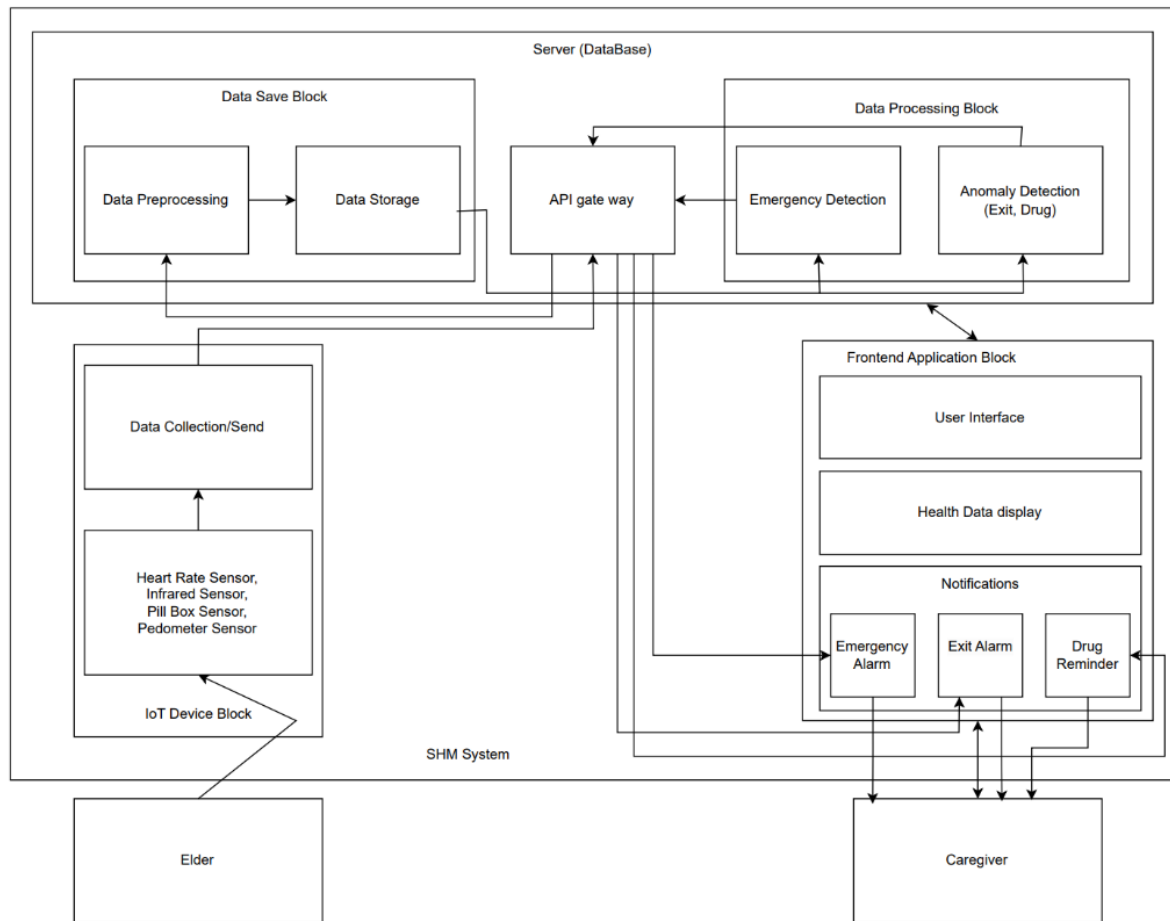 Server (DataBase)
Data Save Block
Data Processing Block
Data Preprocessing
Data Storage
API gate way
Emergency Detection
Anomaly Detection
(Exit, Drug)
Frontend Application Block
User Interface
Data Collection/Send
Health Data display
Heart Rate Sensor,
Infrared Sensor,
Pill Box Sensor,
Pedometer Sensor
Notifications
Emergency
Alarm
Exit Alarm
Drug
Reminder
IoT Device Block
SHM System
Elder
Caregiver